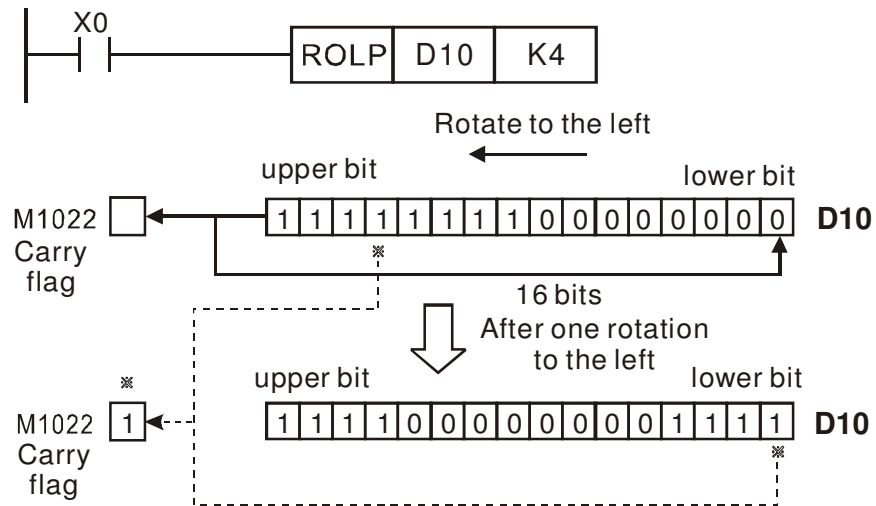 X0
ROLP D10 K4
Rotate to the left
upper bit lower bit
M1022 1 1 1 1 1 1 1 1 0 0 0 0 0 0 0 0 D10
Carry
flag
※
16 bits
After one rotation
to the left
※
upper bit lower bit
M1022 1 1 1 1 1 0 0 0 0 0 0 0 0 1 1 1 1 D10
Carry
flag
※